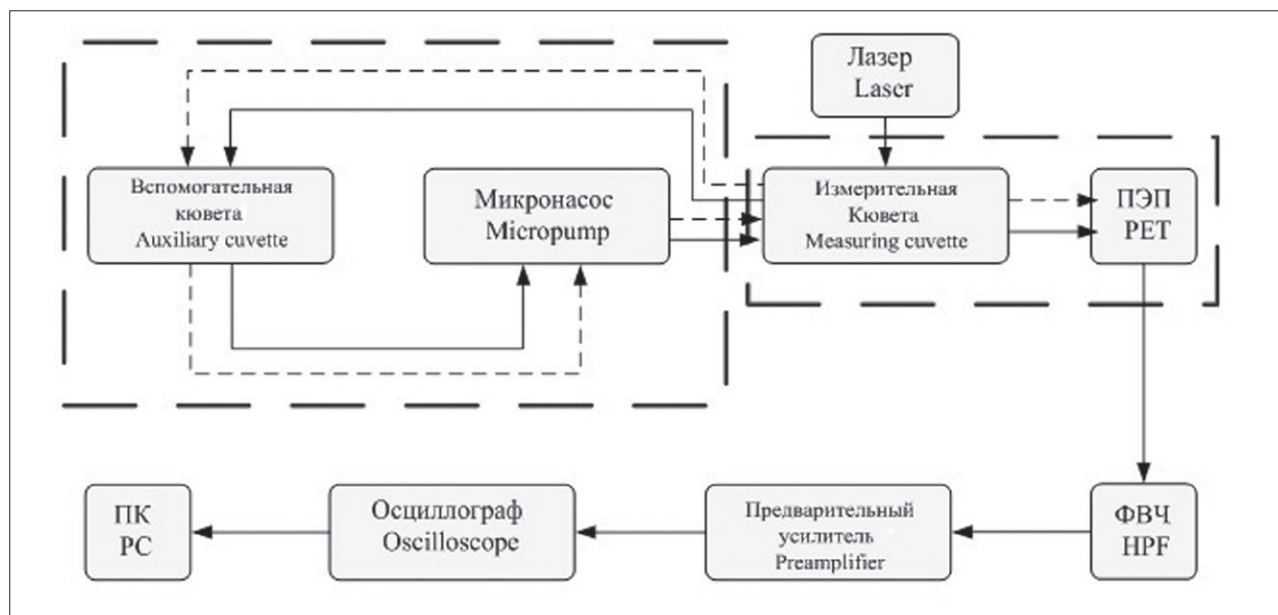 Лазер
Laser
Вспомогательная
кювета
Auxiliary cuvette
Микронасос
Micropump
Измерительная
Кювета
Measuring cuvette
ПЭП
PET
ПК
PC
Осциллограф
Oscilloscope
Предварительный
усилитель
Preamplifier
ФВЧ
HPF